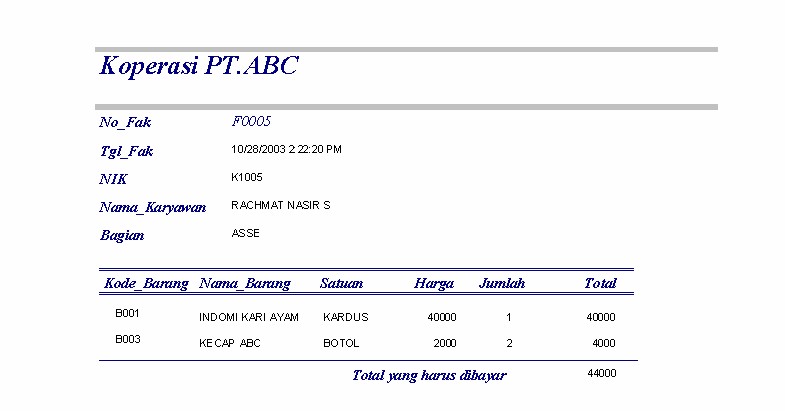 Koperasi PT.ABC
No_Fak F0005
Tgl_Fak 10/28/2003 2 22:20 PM
NIK K1005
Nama_Karyawan RACHMAT NASIR S
Bagian ASSE
Kode_Barang Nama_Barang Satuan Harga Jumlah Total
B001 INDOMI KARI AYAM KARDUS 40000 1 40000
B003 KECAP ABC BOTOL 2000 2 4000
Total yang harus dibayar 44000